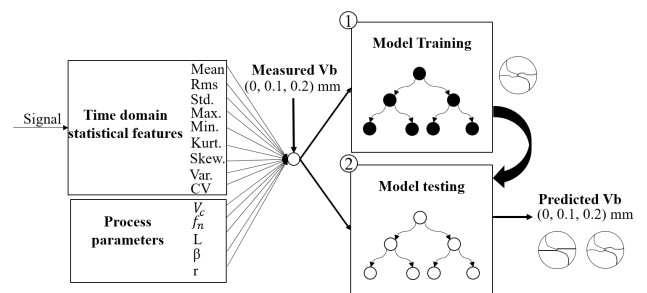 1
Model Training
Mean
Rms
Std.
Max.
Min.
Kurt.
Skew.
Var.
CV
Measured Vb
(0, 0.1, 0.2) mm
Signal
Time domain
statistical features
2
Model testing
Process
parameters
V_c
f_n
L
β
r
Predicted Vb
(0, 0.1, 0.2) mm